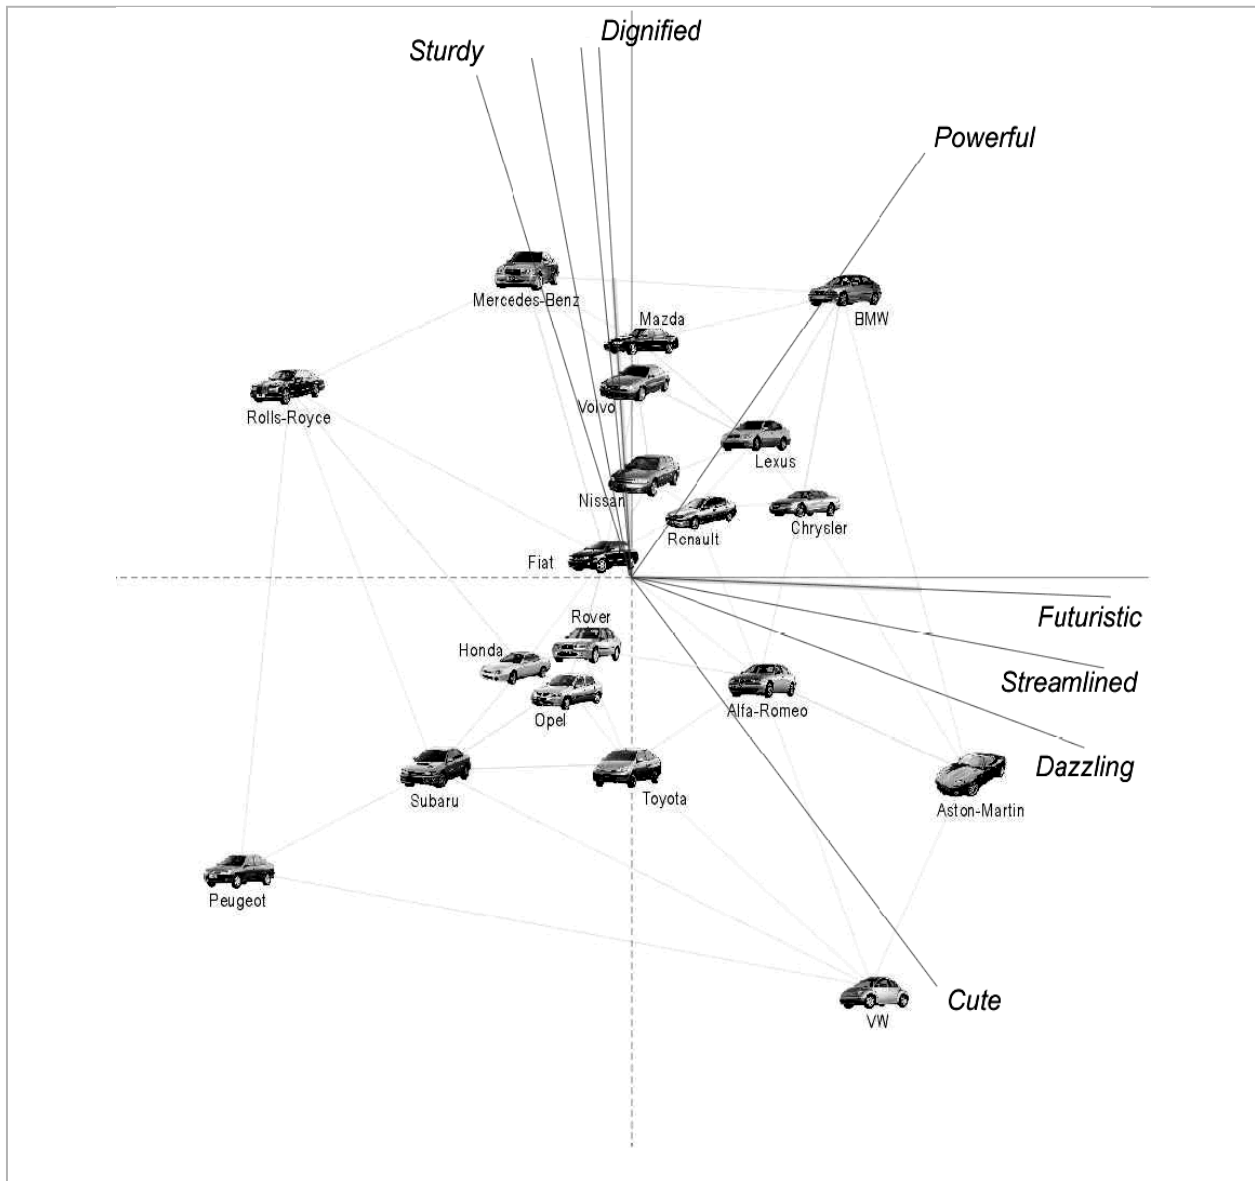 Dignified
Sturdy
Powerful
Mercedes-Benz
Mazda
BMW
Volvo
Rolls-Royce
Lexus
Nissan
Renault
Chrysler
Fiat
Futuristic
Rover
Honda
Streamlined
Opel
Alfa-Romeo
Dazzling
Subaru
Toyota
Aston-Martin
Peugeot
Cute
VW